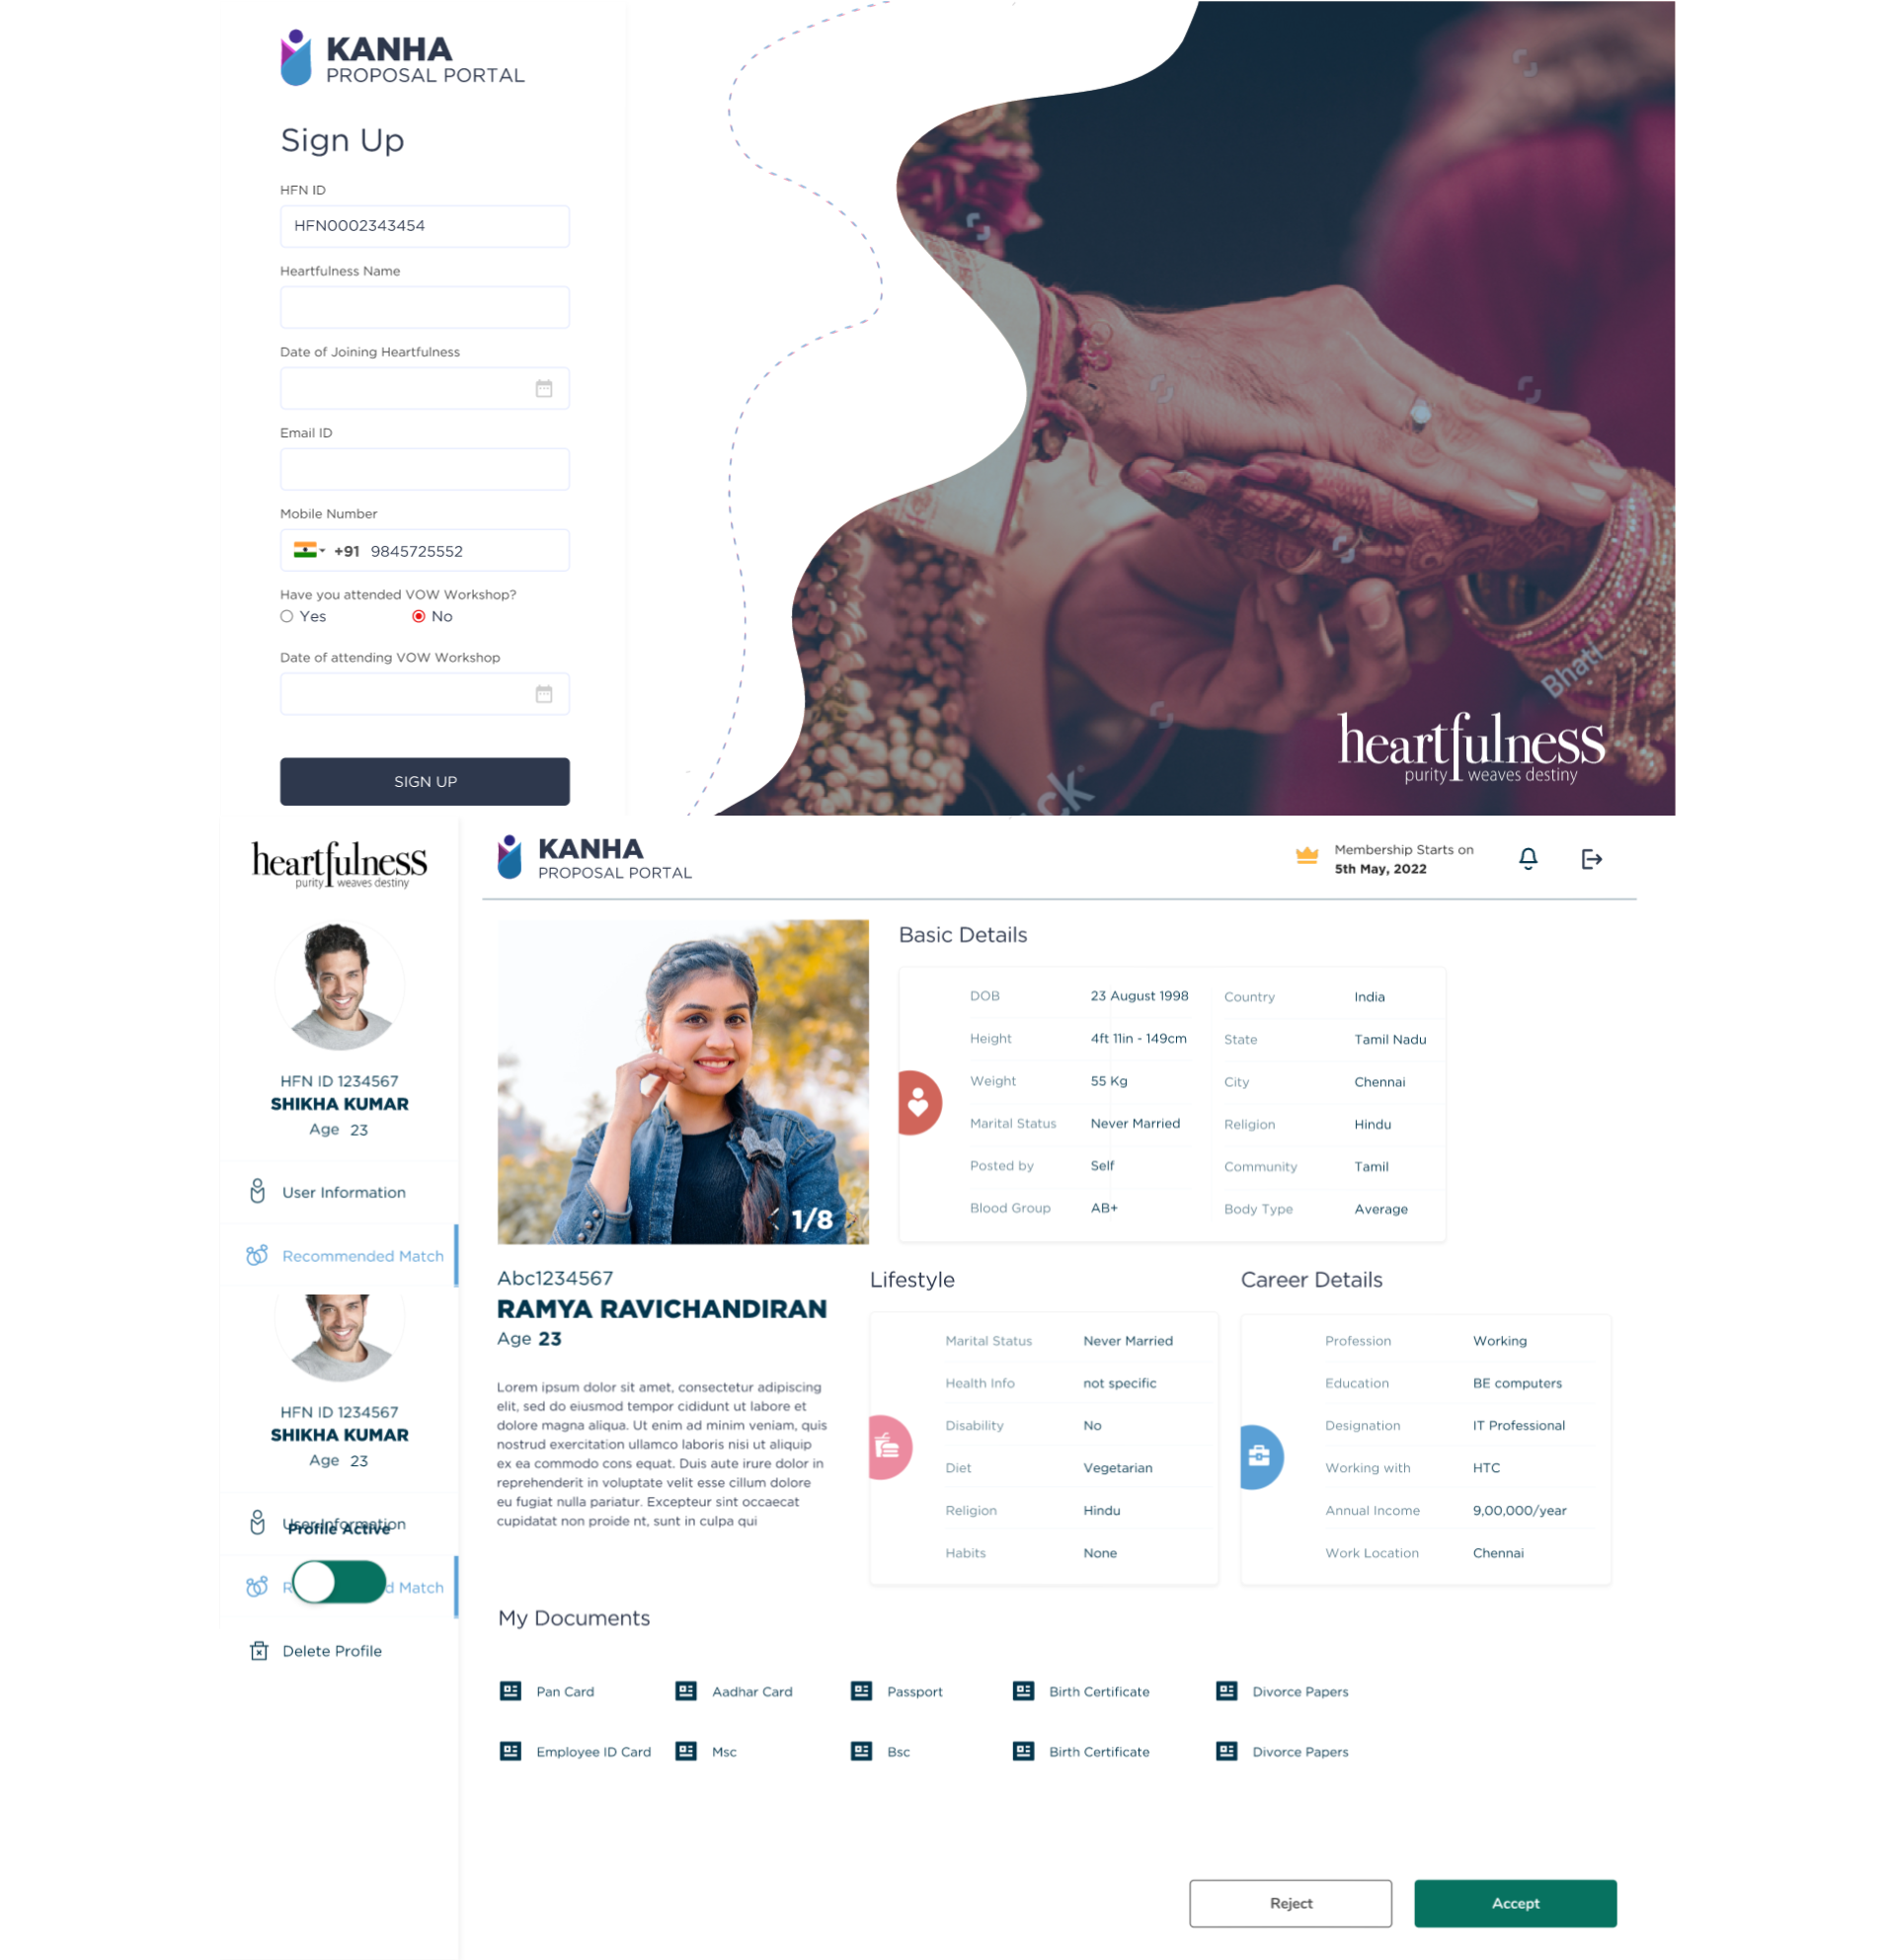 KANHA
PROPOSAL PORTAL
Sign Up
HFN ID
HFN0002343454
Heartfulness Name
Date of Joining Heartfulness
Email ID
Mobile Number
+91 9845725552
Have you attended VOW Workshop?
Yes No
Date of attending VOW Workshop
SIGN UP
Bhati
ck
heartfulness
purity weaves destiny
heartfulness
purity weaves destiny
HFN ID 1234567
SHIKHA KUMAR
Age 23
User Information
Recommended Match
HFN ID 1234567
SHIKHA KUMAR
Age 23
User Information
Profile Active
R d Match
Delete Profile
KANHA
PROPOSAL PORTAL
Membership Starts on
5th May, 2022
1/8
Abc1234567
RAMYA RAVICHANDIRAN
Age 23
Lorem ipsum dolor sit amet, consectetur adipiscing
elit, sed do eiusmod tempor cididunt ut labore et
dolore magna aliqua. Ut enim ad minim veniam, quis
nostrud exercitation ullamco laboris nisi ut aliquip
ex ea commodo cons equat. Duis aute irure dolor in
reprehenderit in voluptate velit esse cillum dolore
eu fugiat nulla pariatur. Excepteur sint occaecat
cupidatat non proide nt, sunt in culpa qui
Basic Details
DOB 23 August 1998 Country India
Height 4ft 11in - 149cm State Tamil Nadu
Weight 55 Kg City Chennai
Marital Status Never Married Religion Hindu
Posted by Self Community Tamil
Blood Group AB+ Body Type Average
Lifestyle
Marital Status Never Married
Health Info not specific
Disability No
Diet Vegetarian
Religion Hindu
Habits None
Career Details
Profession Working
Education BE computers
Designation IT Professional
Working with HTC
Annual Income 9,00,000/year
Work Location Chennai
My Documents
Pan Card Aadhar Card Passport Birth Certificate Divorce Papers
Employee ID Card Msc Bsc Birth Certificate Divorce Papers
Reject Accept